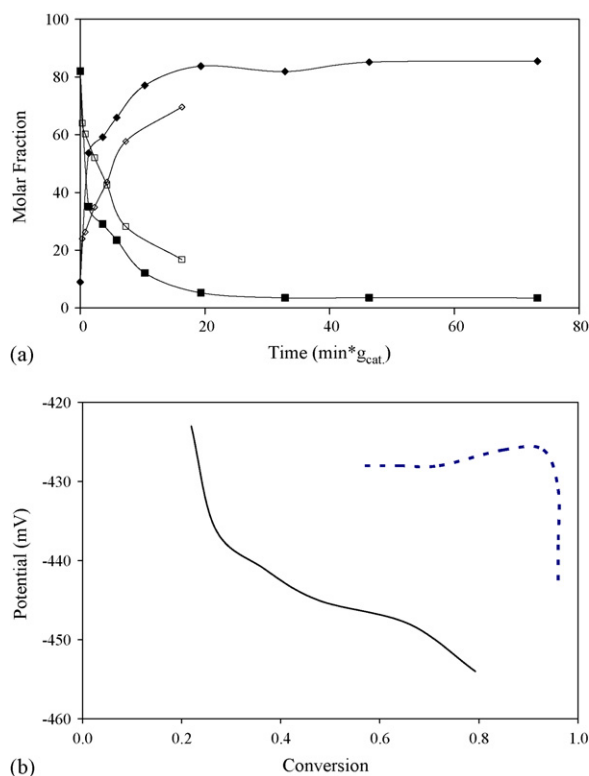 100
80
60
40
20
0
0 20 40 60 80
Molar Fraction
Time (min*g_cat.)
(a)
-420
-430
-440
-450
-460
0.0 0.2 0.4 0.6 0.8 1.0
Potential (mV)
Conversion
(b)